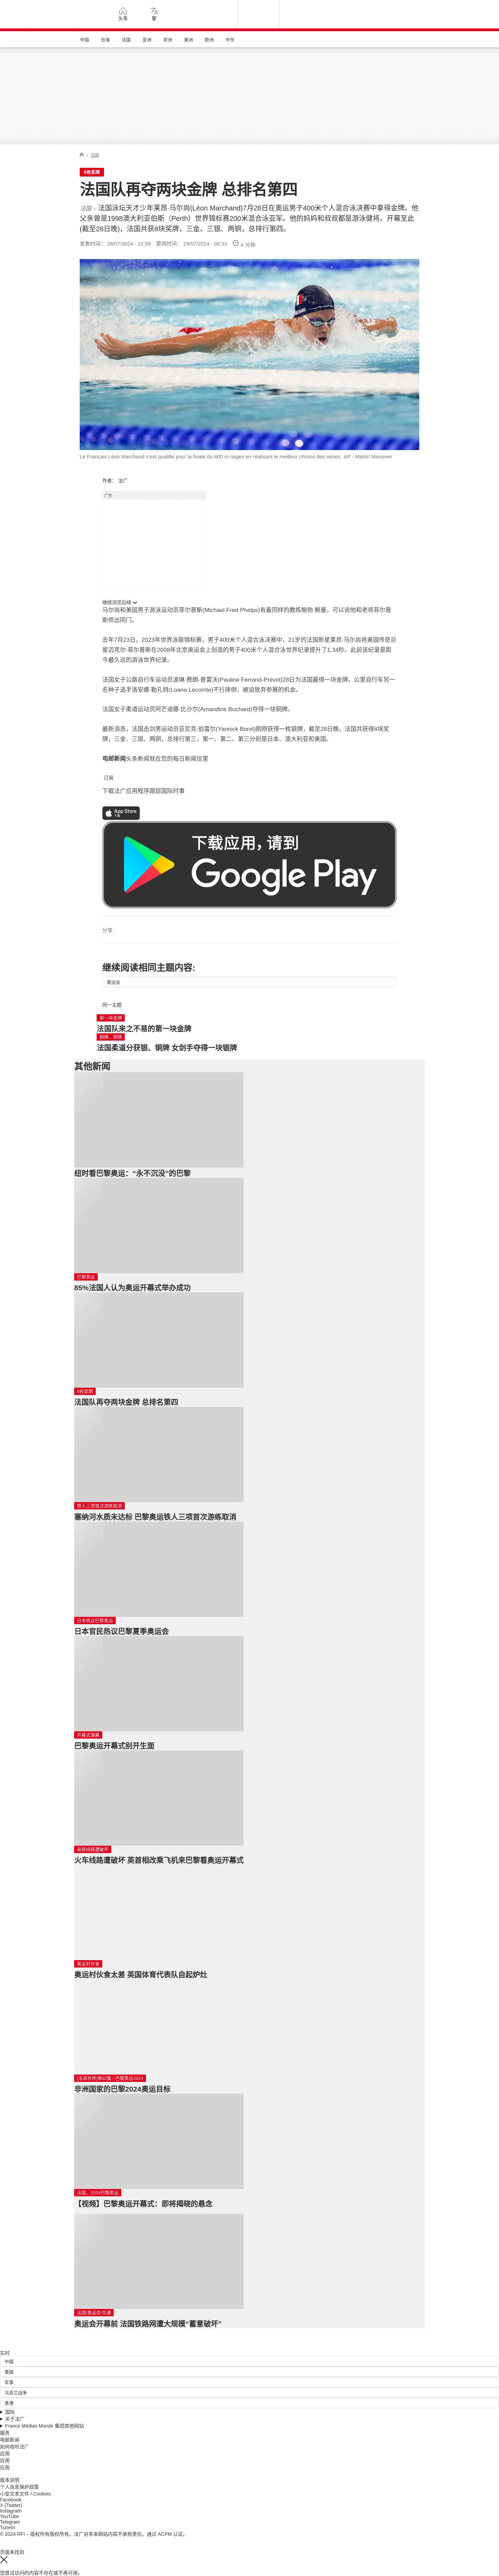 头条
繁
中国
台海
法国
亚洲
非洲
美洲
欧洲
中东
/ 法国
8枚奖牌
法国队再夺两块金牌 总排名第四
法国 – 法国泳坛天才少年莱昂·马尔尚(Léon Marchand)7月28日在奥运男子400米个人混合泳决赛中拿得金牌。他
父亲曾是1998澳大利亚伯斯（Perth）世界锦标赛200米混合泳亚军。他的妈妈和叔叔都是游泳健将。开幕至此
(截至28日晚)，法国共获8块奖牌，三金、三银、两铜，总排行第四。
发表时间： 28/07/2024 - 22:59 更改时间： 29/07/2024 - 00:33 4 分钟
Le Français Léon Marchand s'est qualifié pour la finale du 400 m nages en réalisant le meilleur chrono des séries. AP - Martin Meissner
作者： 法广
广告
继续浏览后续
马尔尚和美国男子游泳运动员菲尔普斯(Michael Fred Phelps)有着同样的教练鲍勃·鲍曼，可以说他和老将菲尔普
斯师出同门。
去年7月23日，2023年世界泳联锦标赛，男子400米个人混合泳决赛中，21岁的法国新星莱昂·马尔尚将美国传奇巨
星迈克尔·菲尔普斯在2008年北京奥运会上创造的男子400米个人混合泳世界纪录提升了1.34秒。此前该纪录是距
今最久远的游泳世界纪录。
法国女子公路自行车运动员波琳·费朗-普雷沃(Pauline Ferrand-Prévot)28日为法国赢得一块金牌。公里自行车另一
名种子选手洛安娜·勒孔特(Loana Lecomte)不行摔倒，被迫放弃参赛的机会。
法国女子柔道运动员阿芒迪娜·比沙尔(Amandine Buchard)夺得一块铜牌。
最新消息，法国击剑男运动员亚尼克·伯雷尔(Yannick Borel)刚刚获得一枚银牌，截至28日晚，法国共获得8块奖
牌，三金、三银、两铜，总排行第三，第一、第二、第三分别是日本、澳大利亚和美国。
电邮新闻头条新闻就在您的每日新闻信里
订阅
下载法广应用程序跟踪国际时事
App Store
下载
下载应用，请到
Google Play
分享 :
继续阅读相同主题内容:
奥运会
同一主题
第一块金牌
法国队来之不易的第一块金牌
银牌、铜牌
法国柔道分获银、铜牌 女剑手夺得一块银牌
其他新闻
纽时看巴黎奥运：“永不沉没”的巴黎
巴黎奥运
85%法国人认为奥运开幕式举办成功
8枚奖牌
法国队再夺两块金牌 总排名第四
铁人三项首次游练取消
塞纳河水质未达标 巴黎奥运铁人三项首次游练取消
日本热议巴黎奥运
日本官民热议巴黎夏季奥运会
开幕式落幕
巴黎奥运开幕式别开生面
高铁线路遭破坏
火车线路遭破坏 英首相改乘飞机来巴黎看奥运开幕式
奥运村伙食
奥运村伙食太差 英国体育代表队自起炉灶
[法语世界]第82集 - 巴黎奥运2024
非洲国家的巴黎2024奥运目标
法国、2024巴黎奥运
【视频】巴黎奥运开幕式：即将揭晓的悬念
法国/奥运会/交通
奥运会开幕前 法国铁路网遭大规模“蓄意破坏”
实时
中国
美国
军事
乌克兰战争
香港
国际
关于法广
France Médias Monde 集团其他网站
服务
电邮新闻
如何收听法广
应用
应用
应用
版本说明
个人信息保护政策
小型文本文件 / Cookies
Facebook
X (Twitter)
Instagram
YouTube
Telegram
TuneIn
© 2024 RFI – 版权所有版权所有。法广对非本网站内容不承担责任。通过 ACPM 认证。
页面未找到
您尝试访问的内容不存在或不再可用。